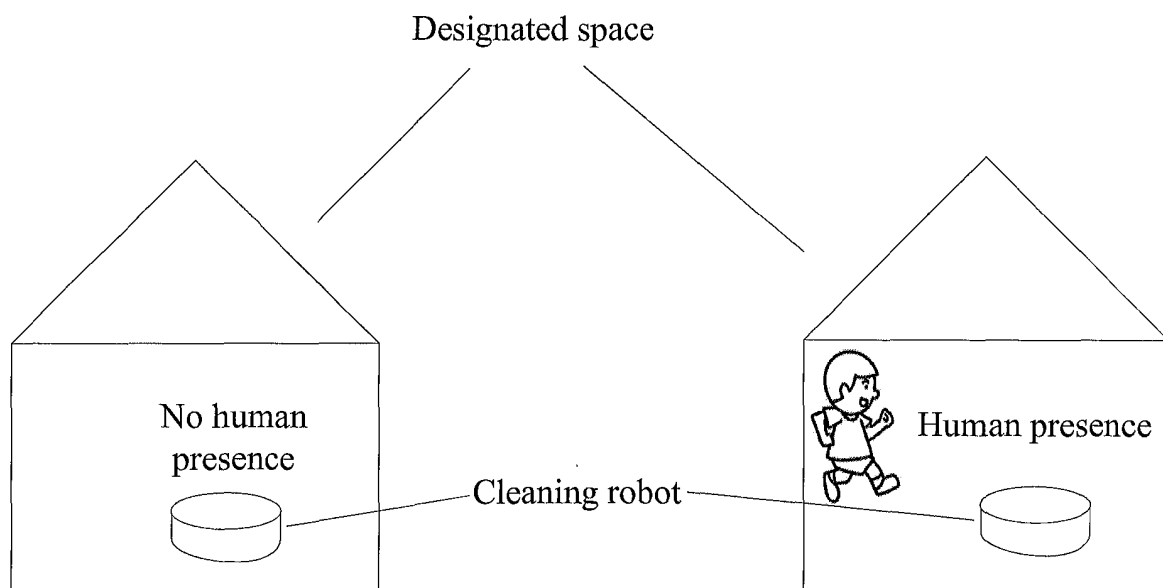 Designated space
No human
presence
Human presence
Cleaning robot